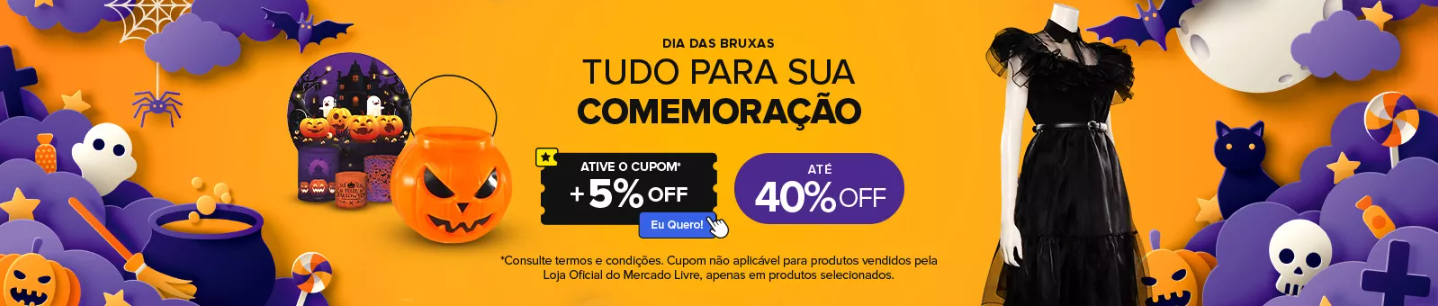 DIA DAS BRUXAS
TUDO PARA SUA
COMEMORAÇÃO
ATIVE O CUPOM*
+ 5% OFF
Eu Quero!
ATÉ
40% OFF
*Consulte termos e condições. Cupom não aplicável para produtos vendidos pela
Loja Oficial do Mercado Livre, apenas em produtos selecionados.